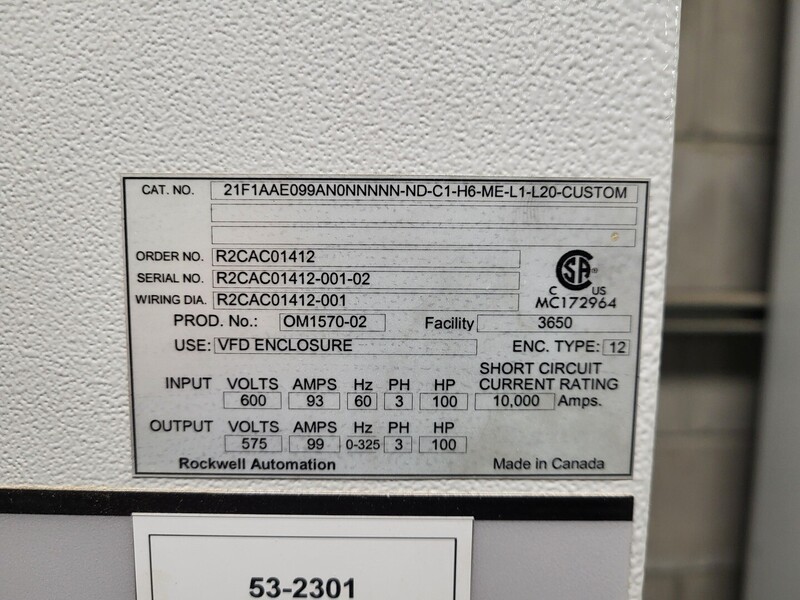 CAT. NO. 21F1AAE099AN0NNNNN-ND-C1-H6-ME-L1-L20-CUSTOM
ORDER NO. R2CAC01412
SERIAL NO. R2CAC01412-001-02
WIRING DIA. R2CAC01412-001
CSA ®
C US
MC172964
PROD. No.: OM1570-02 Facility 3650
USE: VFD ENCLOSURE ENC. TYPE: 12
SHORT CIRCUIT
INPUT VOLTS AMPS Hz PH HP CURRENT RATING
600 93 60 3 100 10,000 Amps.
OUTPUT VOLTS AMPS Hz PH HP
575 99 0-325 3 100
Rockwell Automation Made in Canada
53-2301